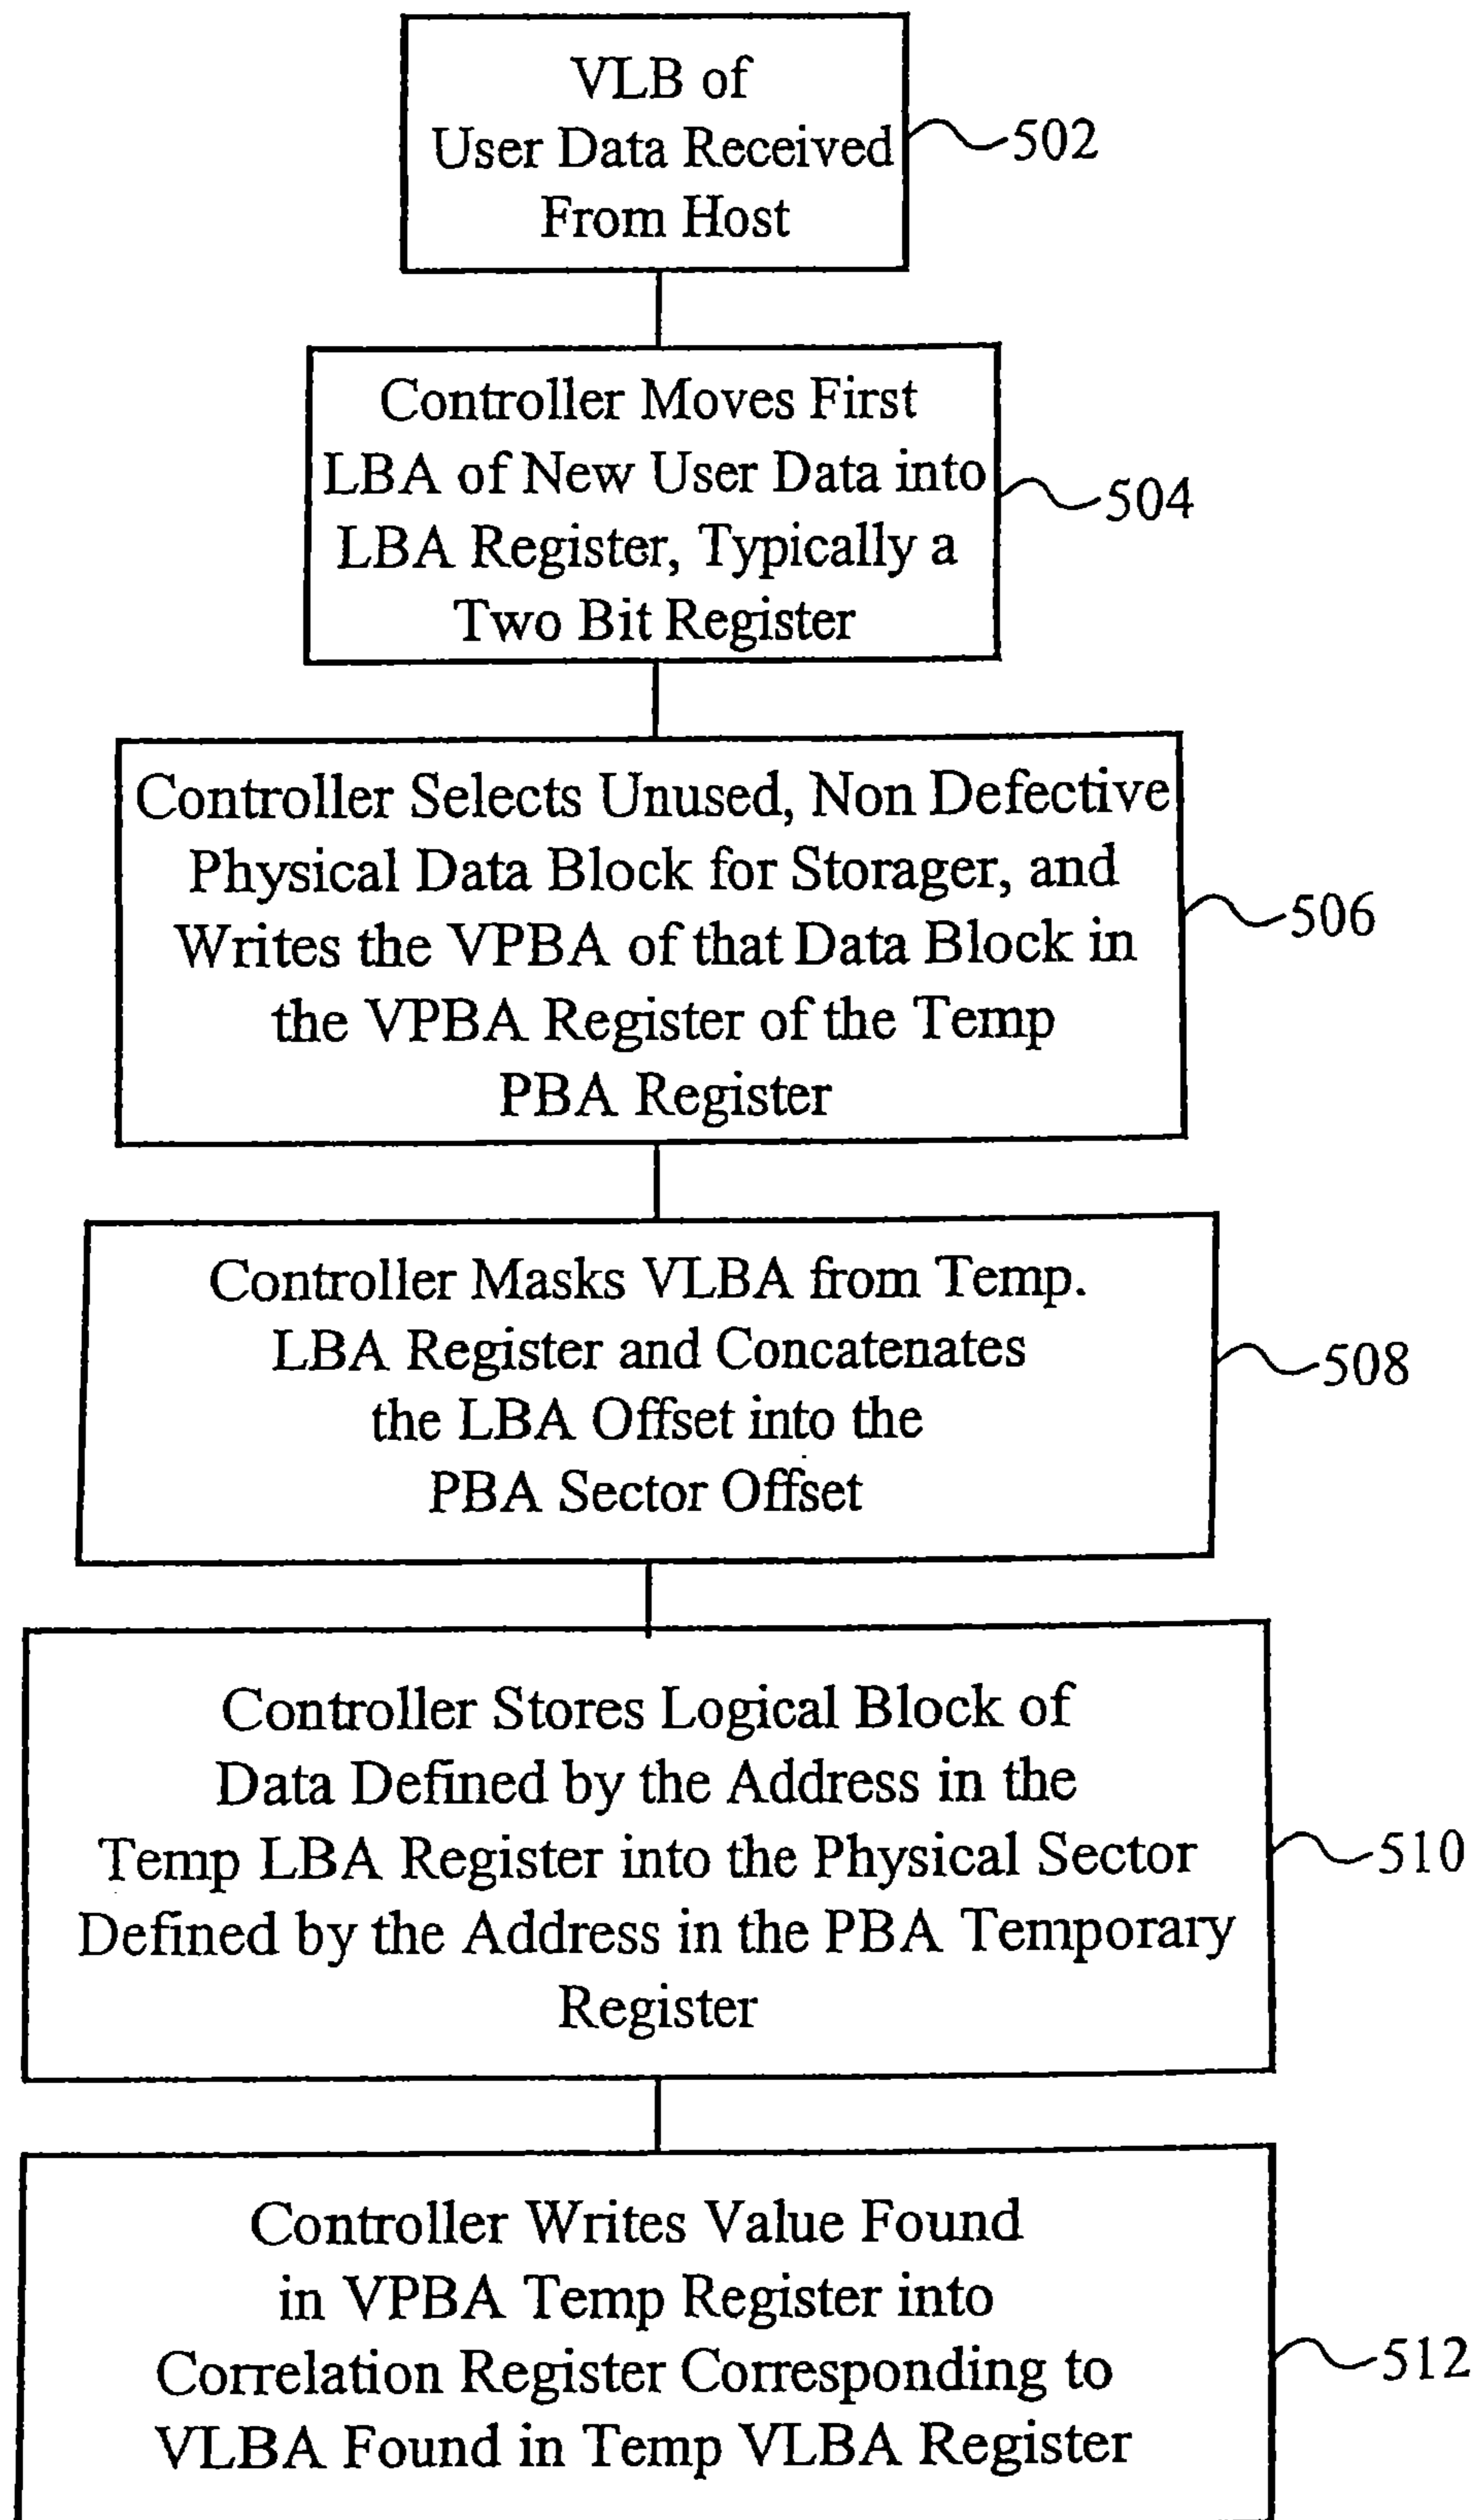 VLB of
User Data Received
From Host
502
Controller Moves First
LBA of New User Data into
LBA Register, Typically a
Two Bit Register
504
Controller Selects Unused, Non Defective
Physical Data Block for Storager, and
Writes the VPBA of that Data Block in
the VPBA Register of the Temp
PBA Register
506
Controller Masks VLBA from Temp.
LBA Register and Concatenates
the LBA Offset into the
PBA Sector Offset
508
Controller Stores Logical Block of
Data Defined by the Address in the
Temp LBA Register into the Physical Sector
Defined by the Address in the PBA Temporary
Register
510
Controller Writes Value Found
in VPBA Temp Register into
Correlation Register Corresponding to
VLBA Found in Temp VLBA Register
512